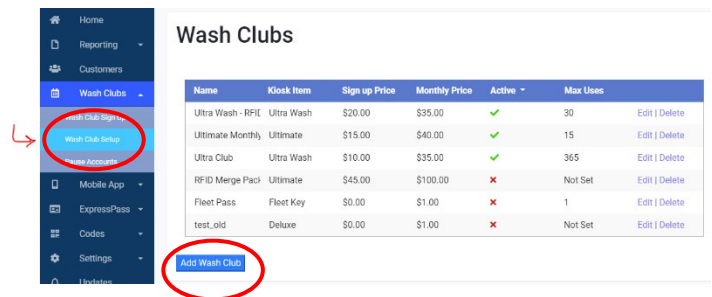 Home
Reporting
Customers
Wash Clubs
Wash Club Sign Up
Wash Club Setup
Pause Accounts
Mobile App
ExpressPass
Codes
Settings
Updates
Wash Clubs
Name Kiosk Item Sign up Price Monthly Price Active Max Uses
Ultra Wash - RFID Ultra Wash $20.00 $35.00 30 Edit | Delete
Ultimate Monthly Ultimate $15.00 $40.00 15 Edit | Delete
Ultra Club Ultra Wash $10.00 $35.00 365 Edit | Delete
RFID Merge Pack Ultimate $45.00 $100.00 Not Set Edit | Delete
Fleet Pass Fleet Key $0.00 $1.00 1 Edit | Delete
test_old Deluxe $0.00 $1.00 Not Set Edit | Delete
Add Wash Club